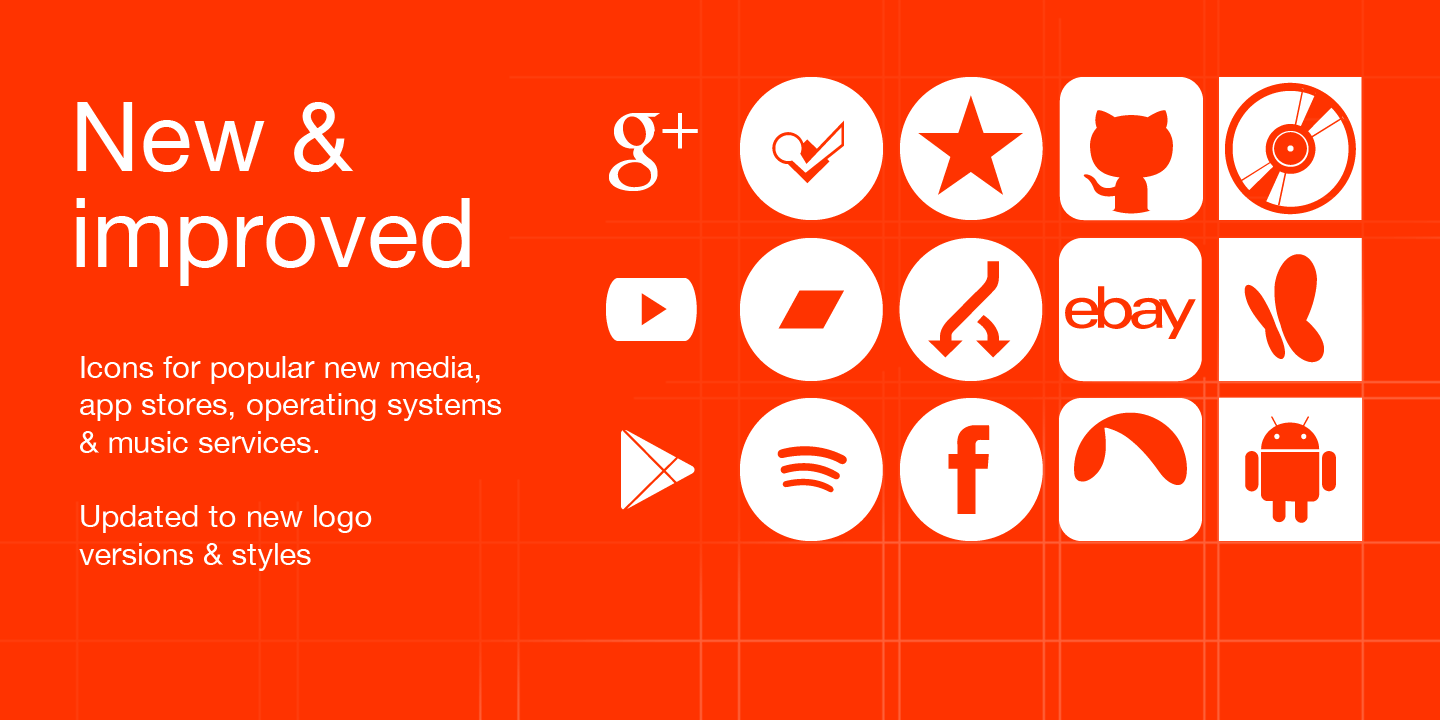 New &
improved
Icons for popular new media,
app stores, operating systems
& music services.
Updated to new logo
versions & styles
g+
ebay
f